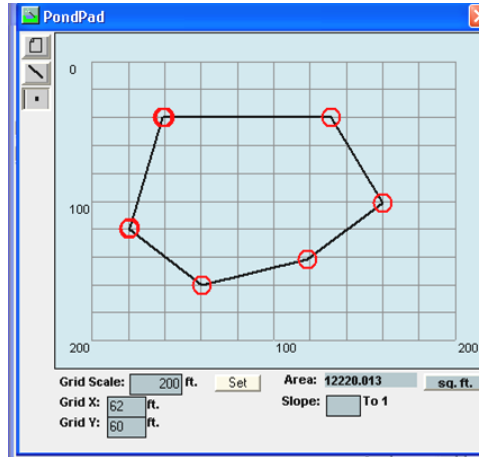 PondPad
0
100
200 100 200
Grid Scale: 200 ft. Set Area: 12220.013 sq. ft.
Grid X: 62 ft. Slope: To 1
Grid Y: 60 ft.